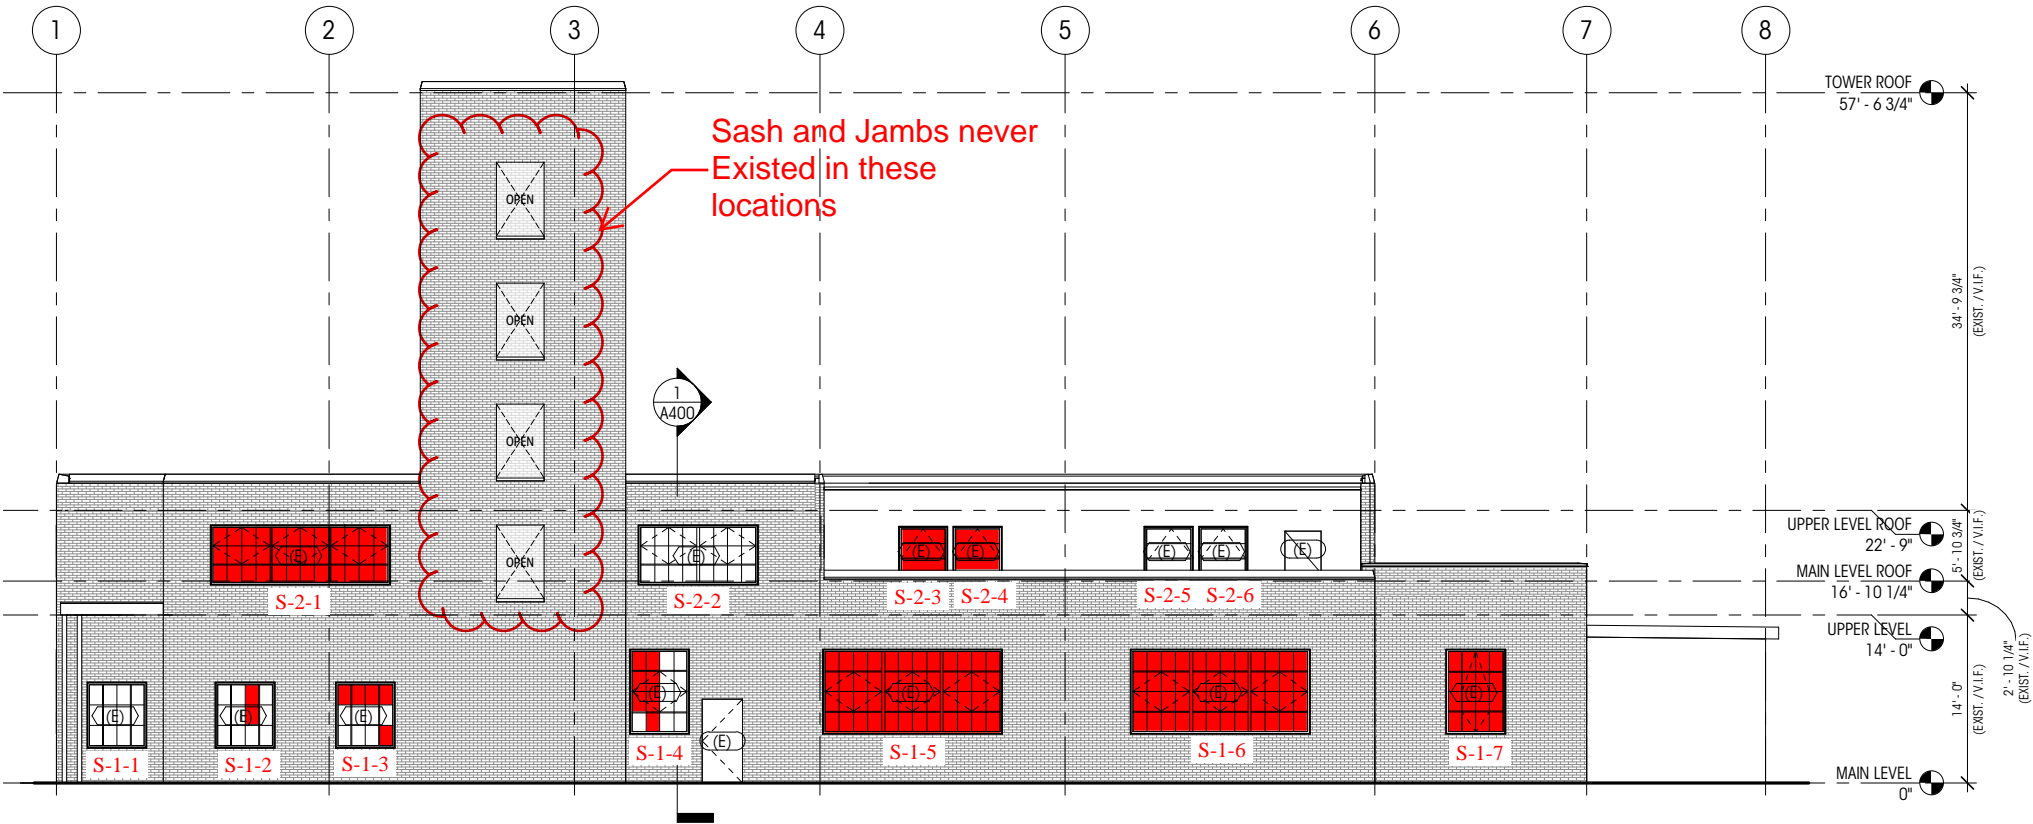 1 2 3 4 5 6 7 8
TOWER ROOF
57' - 6 3/4"
Sash and Jambs never
Existed in these
locations
OPEN
OPEN
OPEN
OPEN
34' - 9 3/4"
(EXIST. / V.I.F.)
1
A400
UPPER LEVEL ROOF
22' - 9"
5' - 10 3/4"
(EXIST. / V.I.F.)
MAIN LEVEL ROOF
16' - 10 1/4"
UPPER LEVEL
14' - 0"
2' - 10 1/4"
(EXIST. / V.I.F.)
14' - 0"
(EXIST. / V.I.F.)
MAIN LEVEL
0"
(E) (E) (E) (E) (E) (E) (E)
S-2-1 S-2-2 S-2-3 S-2-4 S-2-5 S-2-6
(E) (E) (E) (E) (E) (E) (E) (E)
S-1-1 S-1-2 S-1-3 S-1-4 S-1-5 S-1-6 S-1-7